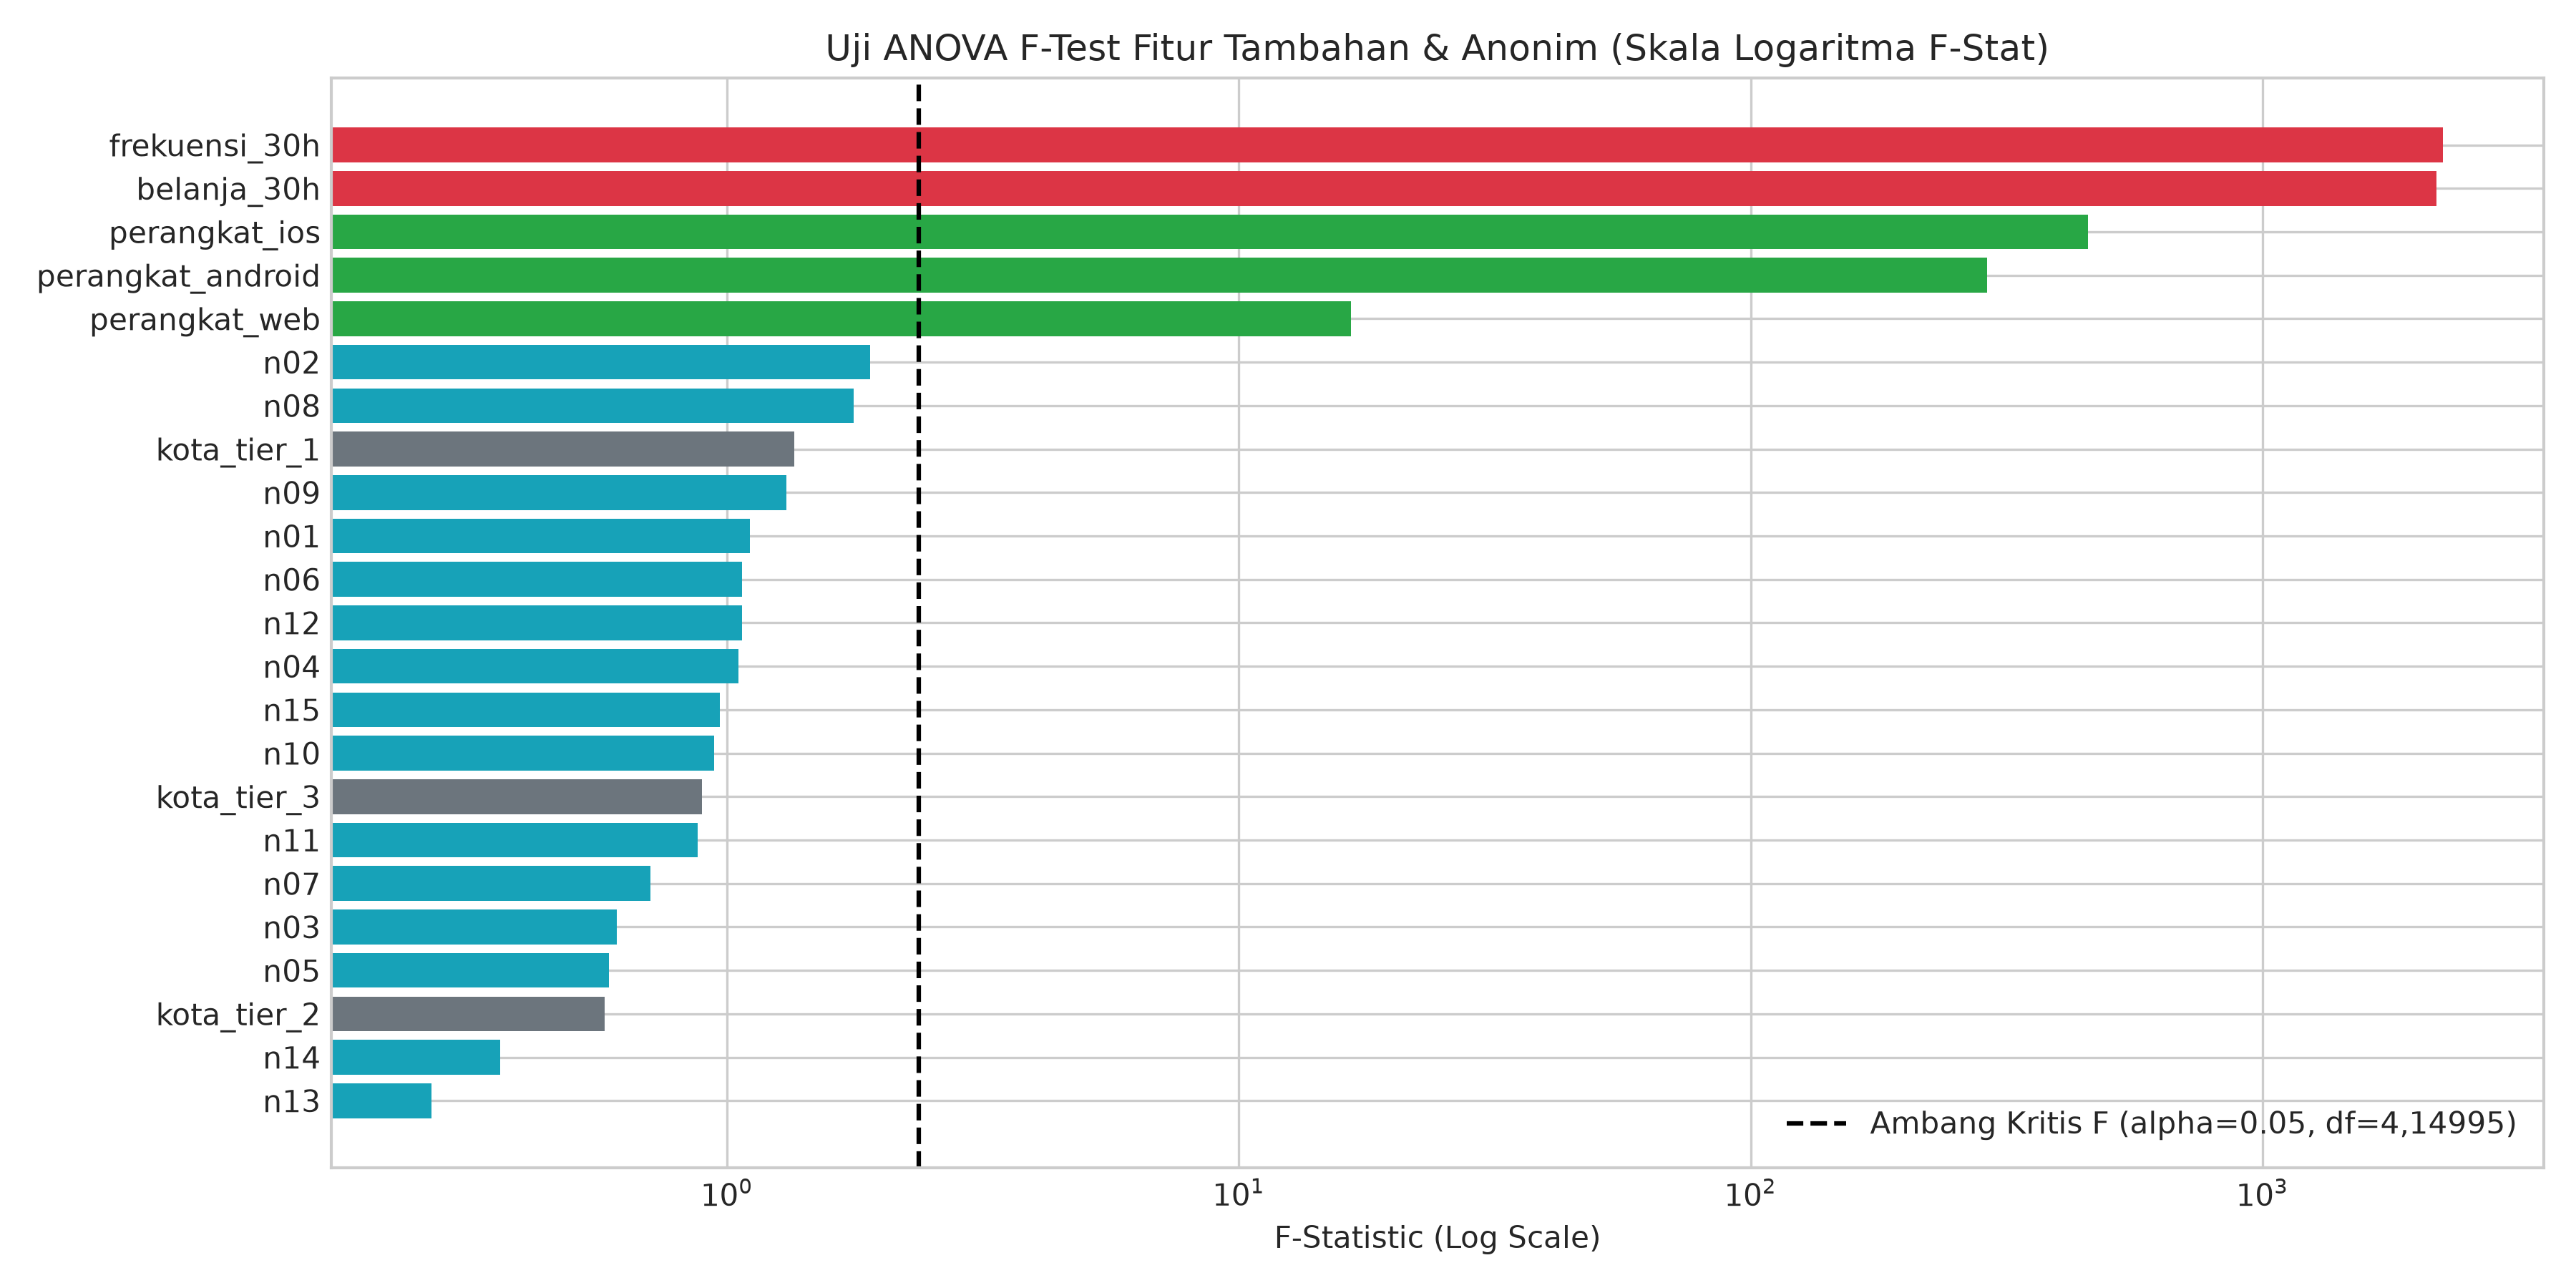 Uji ANOVA F-Test Fitur Tambahan & Anonim (Skala Logaritma F-Stat)
frekuensi_30h
belanja_30h
perangkat_ios
perangkat_android
perangkat_web
n02
n08
kota_tier_1
n09
n01
n06
n12
n04
n15
n10
kota_tier_3
n11
n07
n03
n05
kota_tier_2
n14
n13
Ambang Kritis F (alpha=0.05, df=4,14995)
10⁰ 10¹ 10² 10³
F-Statistic (Log Scale)